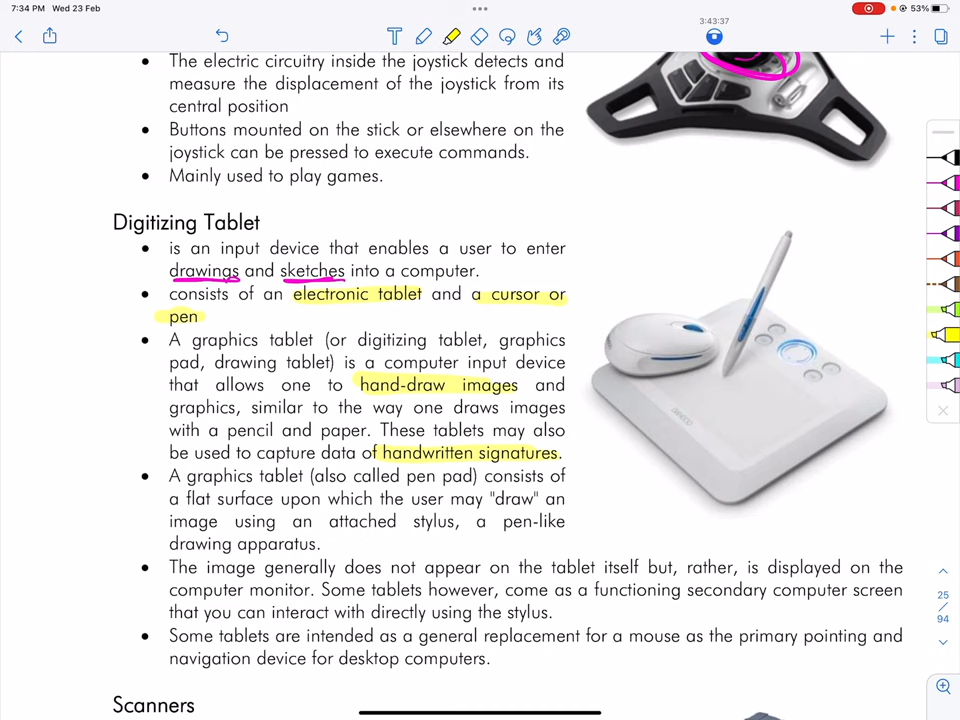 7:34 PM Wed 23 Feb
53%
3:43:37
• The electric circuitry inside the joystick detects and
measure the displacement of the joystick from its
central position
• Buttons mounted on the stick or elsewhere on the
joystick can be pressed to execute commands.
• Mainly used to play games.
Digitizing Tablet
• is an input device that enables a user to enter
drawings and sketches into a computer.
• consists of an electronic tablet and a cursor or
pen
• A graphics tablet (or digitizing tablet, graphics
pad, drawing tablet) is a computer input device
that allows one to hand-draw images and
graphics, similar to the way one draws images
with a pencil and paper. These tablets may also
be used to capture data of handwritten signatures.
• A graphics tablet (also called pen pad) consists of
a flat surface upon which the user may "draw" an
image using an attached stylus, a pen-like
drawing apparatus.
• The image generally does not appear on the tablet itself but, rather, is displayed on the
computer monitor. Some tablets however, come as a functioning secondary computer screen
that you can interact with directly using the stylus.
• Some tablets are intended as a general replacement for a mouse as the primary pointing and
navigation device for desktop computers.
Scanners
25
/
94